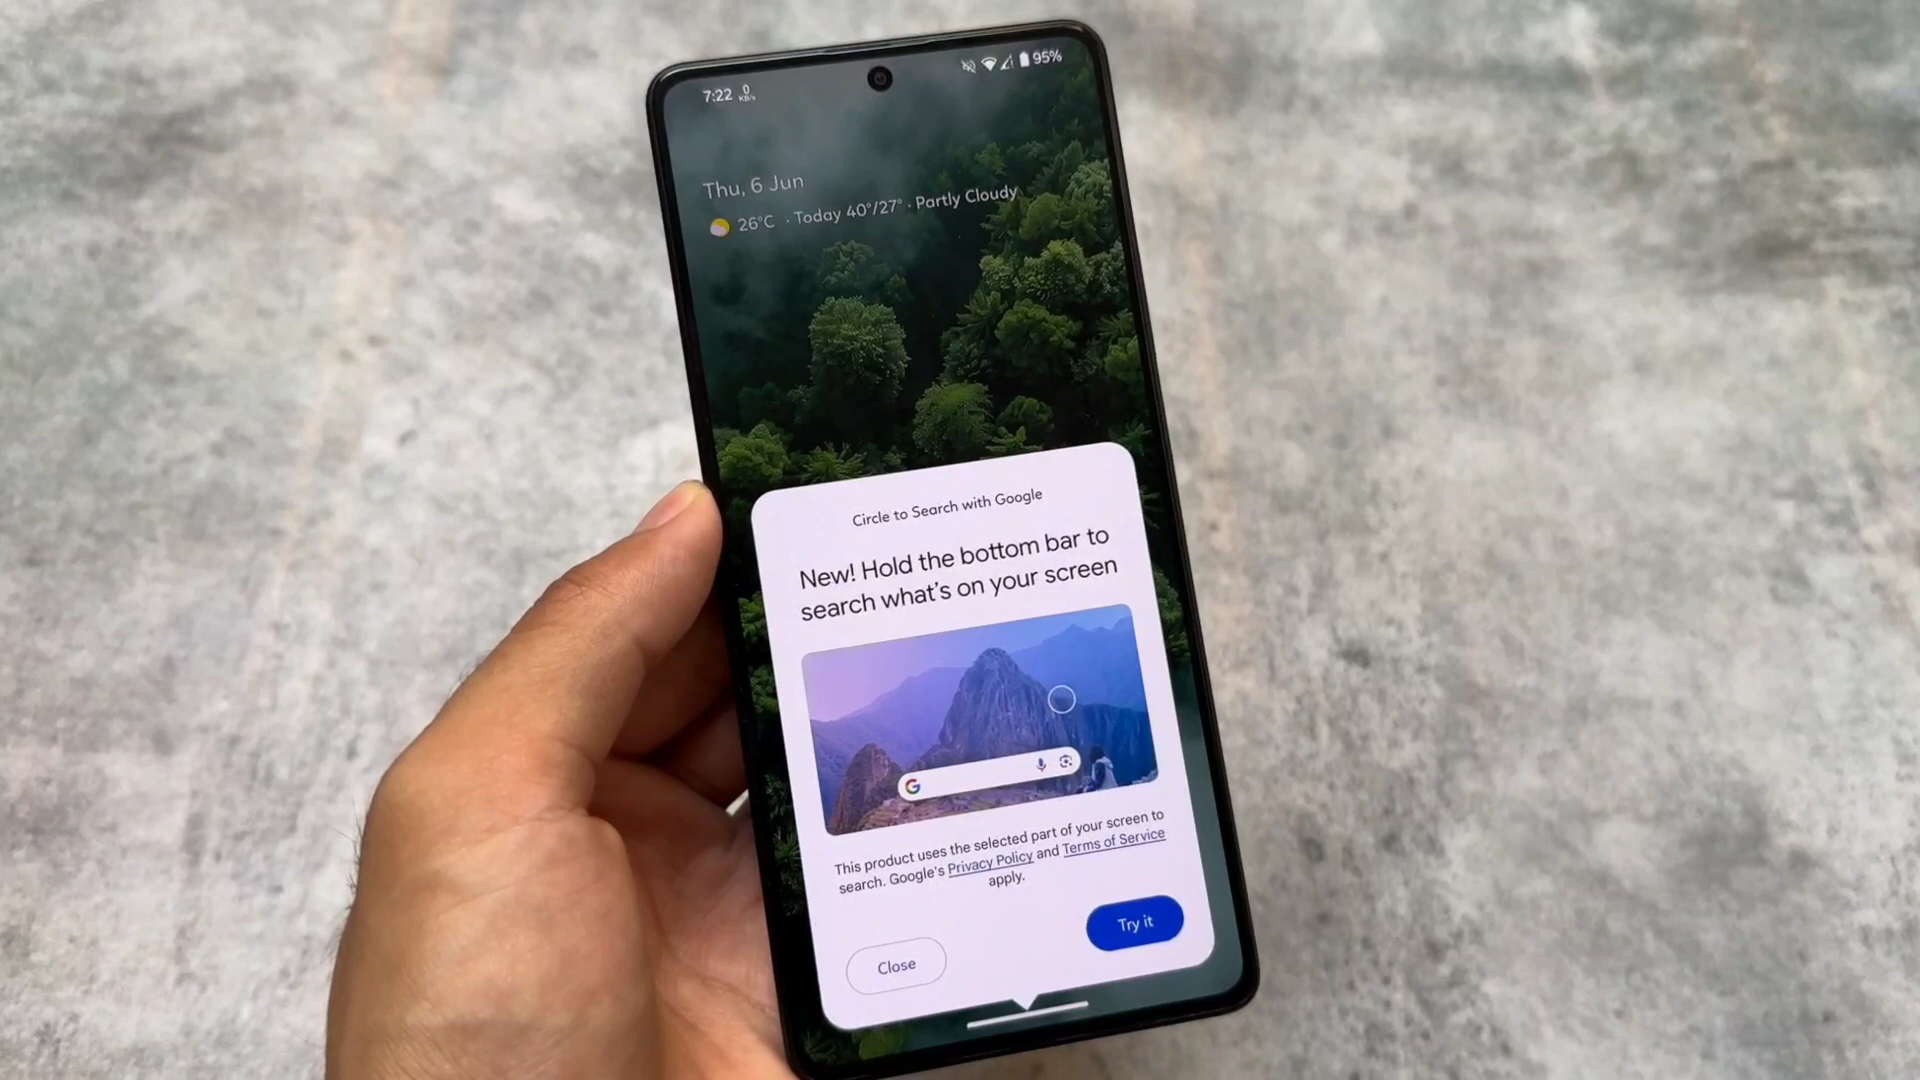 7:22 0 KB/s 95%
Thu, 6 Jun
26°C · Today 40°/27° · Partly Cloudy
Circle to Search with Google
New! Hold the bottom bar to
search what's on your screen
G
This product uses the selected part of your screen to
search. Google's Privacy Policy and Terms of Service
apply.
Try it
Close